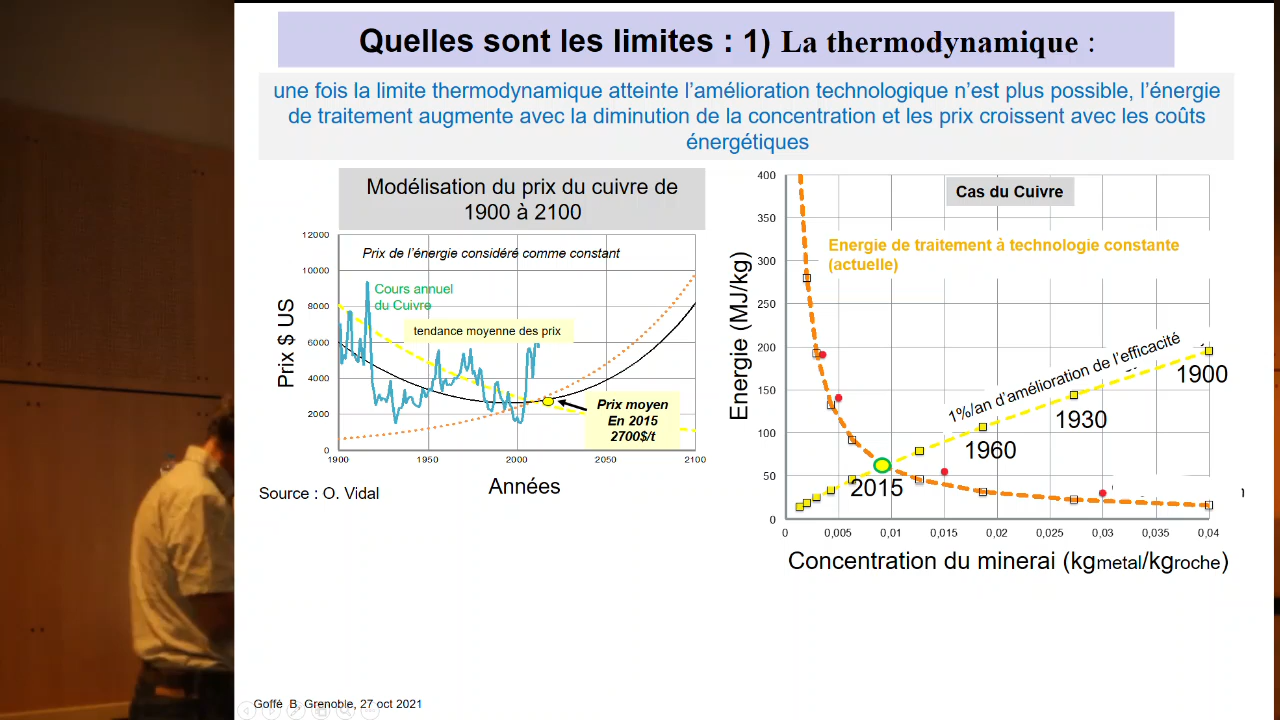 Quelles sont les limites : 1) La thermodynamique :
une fois la limite thermodynamique atteinte l'amélioration technologique n'est plus possible, l'énergie
de traitement augmente avec la diminution de la concentration et les prix croissent avec les coûts
énergétiques
Modélisation du prix du cuivre de
1900 à 2100
12000
10000
8000
6000
4000
2000
0
Prix $ US
Prix de l'énergie considéré comme constant
Cours annuel
du Cuivre
tendance moyenne des prix
Prix moyen
En 2015
2700$/t
1900 1950 2000 2050 2100
Années
Source : O. Vidal
Cas du Cuivre
400
350
300
250
200
150
100
50
0
Energie (MJ/kg)
Energie de traitement à technologie constante
(actuelle)
1%/an d'amélioration de l'efficacité
1900
1930
1960
2015
n
0 0,005 0,01 0,015 0,02 0,025 0,03 0,035 0,04
Concentration du minerai (kgmetal/kgroche)
Goffé B, Grenoble, 27 oct 2021